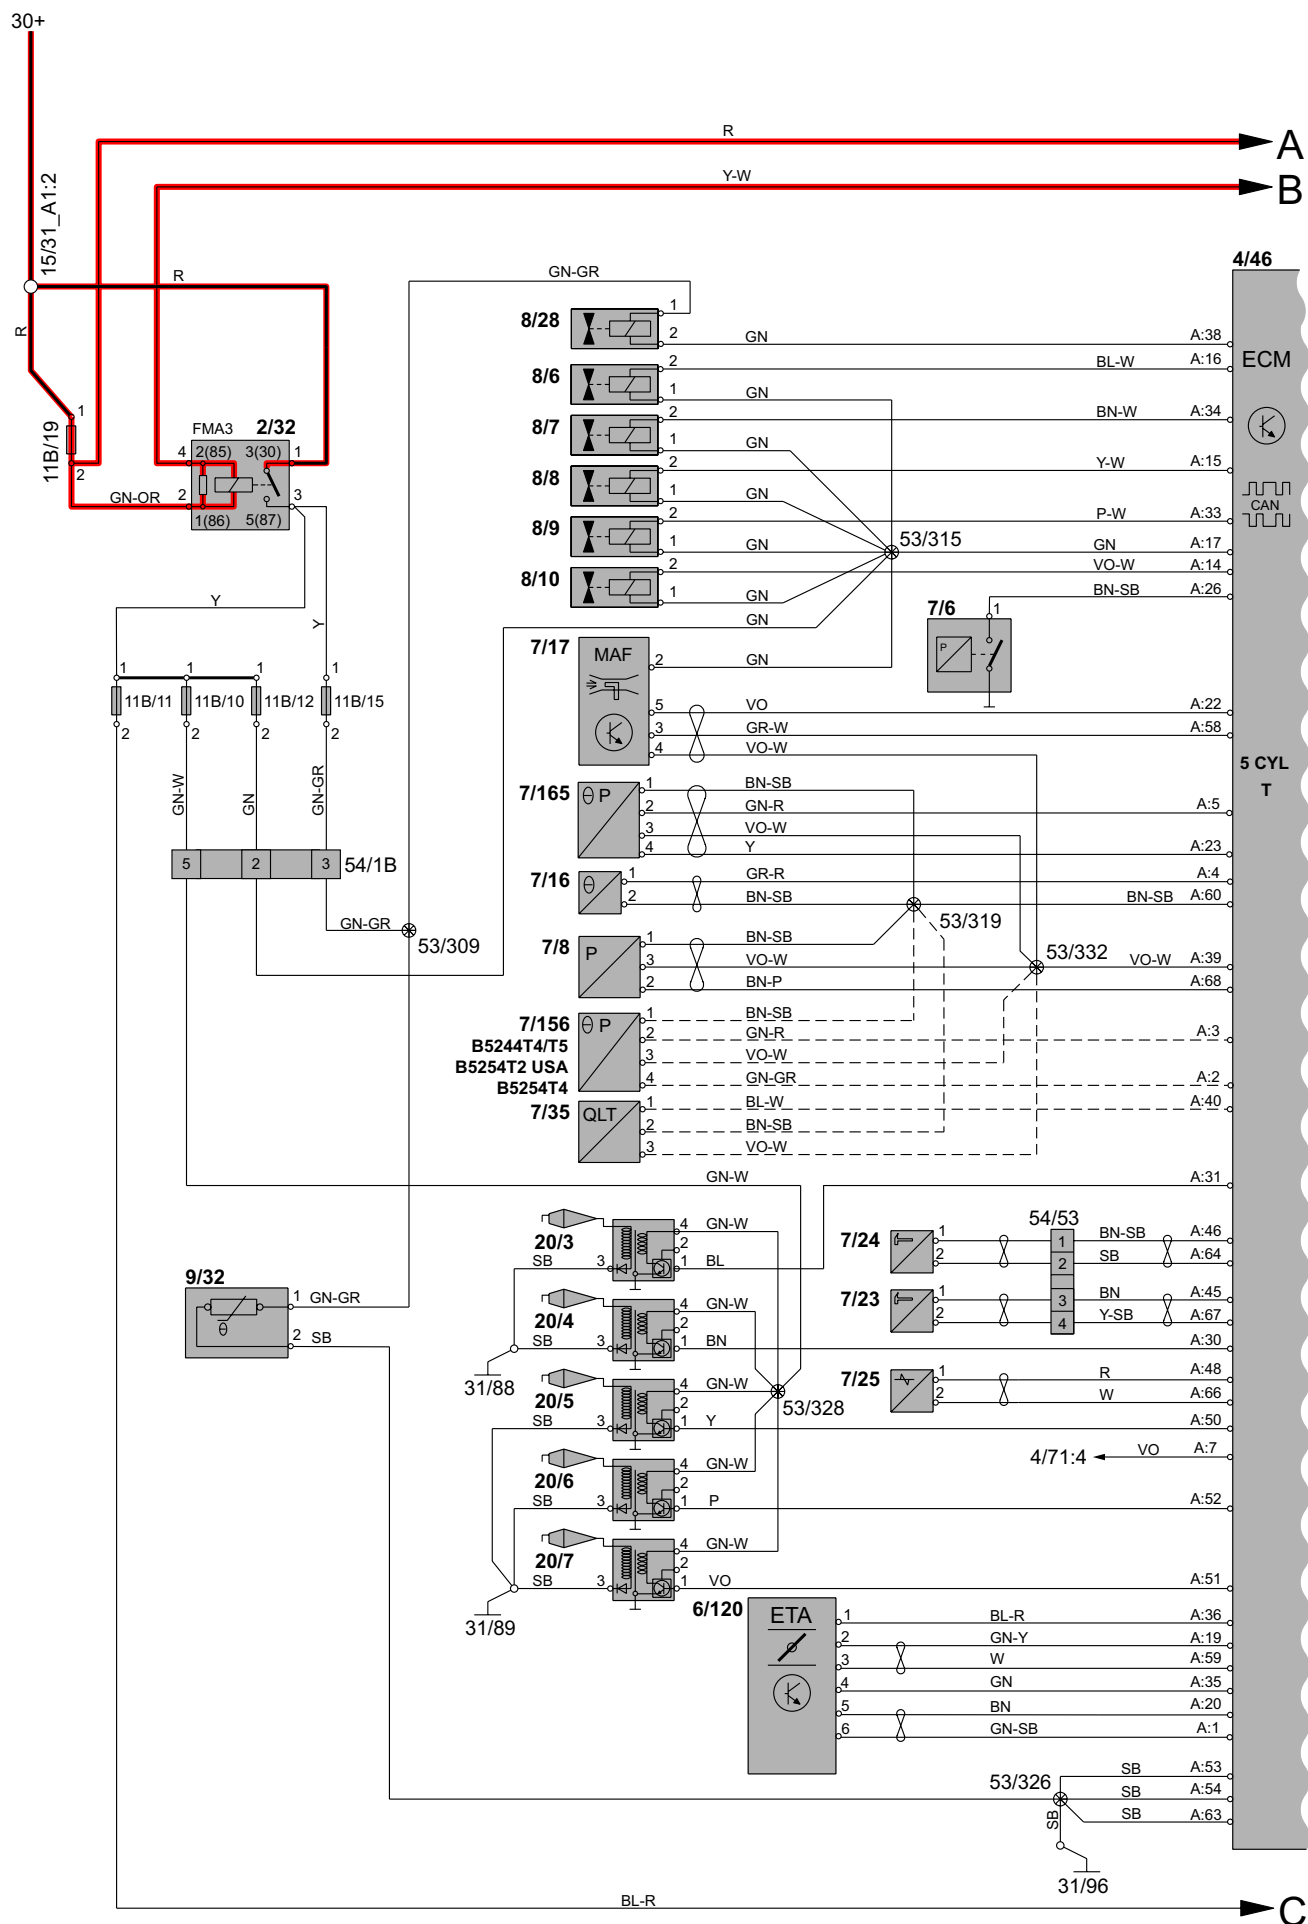 30+
R
A
Y-W
B
15/31_A1:2
R
R
GN-GR
4/46
8/28
1
2
GN
A:38
ECM
8/6
2
BL-W
A:16
1
GN
8/7
2
BN-W
A:34
1
GN
8/8
2
Y-W
A:15
1
GN
CAN
8/9
2
P-W
A:33
53/315
1
GN
GN
A:17
8/10
2
VO-W
A:14
1
GN
BN-SB
A:26
GN
7/6
1
P
11B/19
1
2
FMA3
2/32
4
2(85)
3(30)
1
GN-OR
2
1(86)
5(87)
3
Y
Y
1
1
1
1
11B/11
11B/10
11B/12
11B/15
2
2
2
2
GN-W
GN
GN-GR
5
2
3
54/1B
GN-GR
53/309
7/17
MAF
2
GN
5
VO
A:22
3
GR-W
A:58
4
VO-W
5 CYL
T
7/165
θ P
1
BN-SB
2
GN-R
A:5
3
VO-W
4
Y
A:23
7/16
θ
1
GR-R
A:4
2
BN-SB
BN-SB
A:60
53/319
7/8
P
1
BN-SB
53/332
3
VO-W
VO-W
A:39
2
BN-P
A:68
7/156
θ P
B5244T4/T5
B5254T2 USA
B5254T4
1
BN-SB
2
GN-R
A:3
3
VO-W
4
GN-GR
A:2
7/35
QLT
1
BL-W
A:40
2
BN-SB
3
VO-W
GN-W
A:31
20/3
4
GN-W
2
SB
3
1
BL
7/24
1
2
54/53
1
BN-SB
A:46
2
SB
A:64
9/32
θ
1
GN-GR
2
SB
7/23
1
2
3
BN
A:45
4
Y-SB
A:67
20/4
4
GN-W
2
SB
3
1
BN
A:30
31/88
7/25
1
R
A:48
2
W
A:66
20/5
4
GN-W
53/328
2
SB
3
1
Y
A:50
4/71:4
VO
A:7
20/6
4
GN-W
2
SB
3
1
P
A:52
20/7
4
GN-W
2
SB
3
1
VO
A:51
31/89
6/120
ETA
1
BL-R
A:36
2
GN-Y
A:19
3
W
A:59
4
GN
A:35
5
BN
A:20
6
GN-SB
A:1
53/326
SB
A:53
SB
A:54
SB
A:63
SB
31/96
BL-R
C